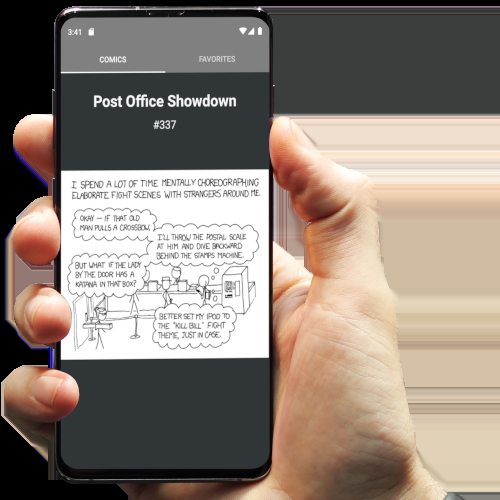 3:41
COMICS FAVORITES
Post Office Showdown
#337
I SPEND A LOT OF TIME MENTALLY CHOREOGRAPHING
ELABORATE FIGHT SCENES WITH STRANGERS AROUND ME.
OKAY — IF THAT OLD
MAN PULLS A CROSSBOW,
I'LL THROW THE POSTAL SCALE
AT HIM AND DIVE BACKWARD
BEHIND THE STAMPS MACHINE.
BUT WHAT IF THE LADY
BY THE DOOR HAS A
KATANA IN THAT BOX?
BETTER SET MY IPOD TO
THE "KILL BILL" FIGHT
THEME, JUST IN CASE.